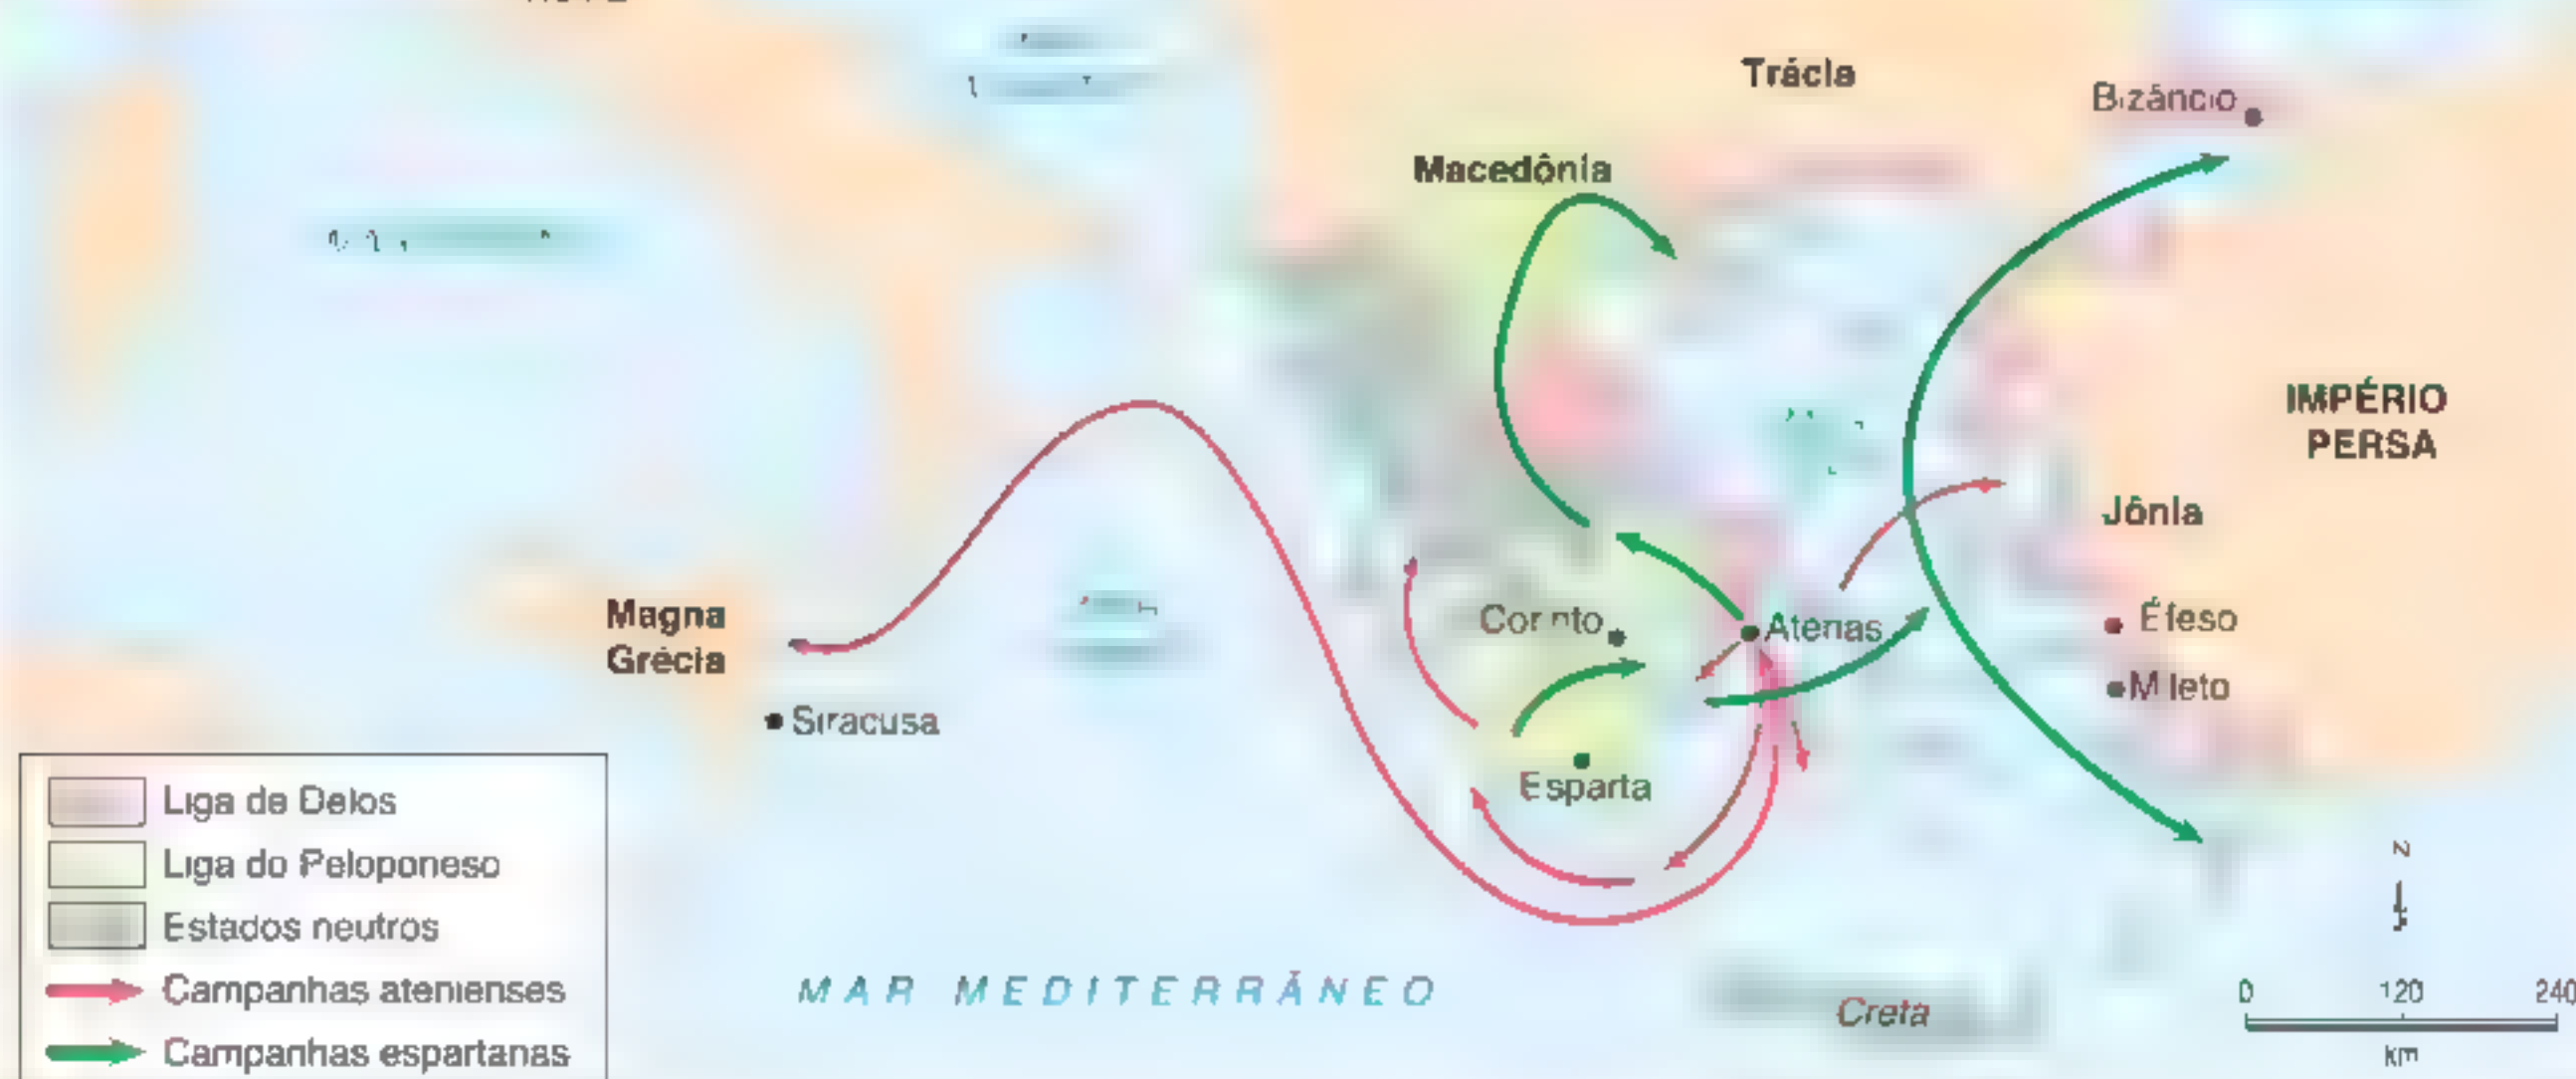 Trácia
Bizâncio
Macedônia
IMPÉRIO
PERSA
Jônia
Magna
Grécia
Corinto
Atenas
Éfeso
Mileto
Siracusa
Esparta
Liga de Delos
Liga do Peloponeso
Estados neutros
Campanhas atenienses
Campanhas espartanas
MAR MEDITERRÂNEO
Creta
N
0 120 240
km